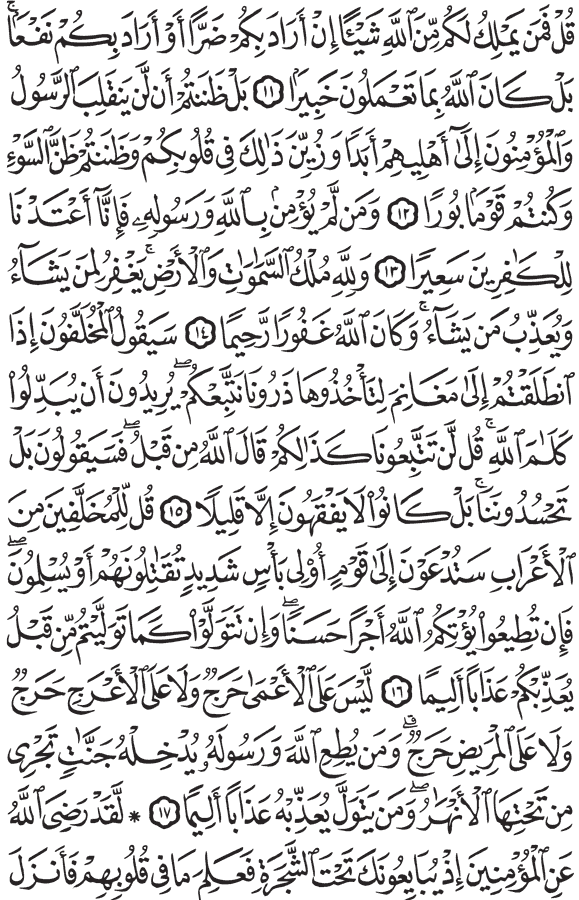 قُلْ فَمَن يَمْلِكُ لَكُم مِّنَ ٱللَّهِ شَيْـًٔا إِنْ أَرَادَ بِكُمْ ضَرًّا أَوْ أَرَادَ بِكُمْ نَفْعًۢا ۚ
بَلْ كَانَ ٱللَّهُ بِمَا تَعْمَلُونَ خَبِيرًۢا ١١ بَلْ ظَنَنتُمْ أَن لَّن يَنقَلِبَ ٱلرَّسُولُ
وَٱلْمُؤْمِنُونَ إِلَىٰٓ أَهْلِيهِمْ أَبَدًا وَزُيِّنَ ذَٰلِكَ فِى قُلُوبِكُمْ وَظَنَنتُمْ ظَنَّ ٱلسَّوْءِ
وَكُنتُمْ قَوْمًۢا بُورًا ١٢ وَمَن لَّمْ يُؤْمِنۢ بِٱللَّهِ وَرَسُولِهِۦ فَإِنَّآ أَعْتَدْنَا
لِلْكَـٰفِرِينَ سَعِيرًا ١٣ وَلِلَّهِ مُلْكُ ٱلسَّمَـٰوَٰتِ وَٱلْأَرْضِ ۚ يَغْفِرُ لِمَن يَشَآءُ
وَيُعَذِّبُ مَن يَشَآءُ ۚ وَكَانَ ٱللَّهُ غَفُورًا رَّحِيمًا ١٤ سَيَقُولُ ٱلْمُخَلَّفُونَ إِذَا
ٱنطَلَقْتُمْ إِلَىٰ مَغَانِمَ لِتَأْخُذُوهَا ذَرُونَا نَتَّبِعْكُمْ ۖ يُرِيدُونَ أَن يُبَدِّلُوا۟
كَلَـٰمَ ٱللَّهِ ۚ قُل لَّن تَتَّبِعُونَا كَذَٰلِكُمْ قَالَ ٱللَّهُ مِن قَبْلُ ۖ فَسَيَقُولُونَ بَلْ
تَحْسُدُونَنَا ۚ بَلْ كَانُوا۟ لَا يَفْقَهُونَ إِلَّا قَلِيلًا ١٥ قُل لِّلْمُخَلَّفِينَ مِنَ
ٱلْأَعْرَابِ سَتُدْعَوْنَ إِلَىٰ قَوْمٍ أُو۟لِى بَأْسٍ شَدِيدٍ تُقَـٰتِلُونَهُمْ أَوْ يُسْلِمُونَ ۖ
فَإِن تُطِيعُوا۟ يُؤْتِكُمُ ٱللَّهُ أَجْرًا حَسَنًا ۖ وَإِن تَتَوَلَّوْا۟ كَمَا تَوَلَّيْتُم مِّن قَبْلُ
يُعَذِّبْكُمْ عَذَابًا أَلِيمًا ١٦ لَّيْسَ عَلَى ٱلْأَعْمَىٰ حَرَجٌ وَلَا عَلَى ٱلْأَعْرَجِ حَرَجٌ
وَلَا عَلَى ٱلْمَرِيضِ حَرَجٌ ۗ وَمَن يُطِعِ ٱللَّهَ وَرَسُولَهُۥ يُدْخِلْهُ جَنَّـٰتٍ تَجْرِى
مِن تَحْتِهَا ٱلْأَنْهَـٰرُ ۖ وَمَن يَتَوَلَّ يُعَذِّبْهُ عَذَابًا أَلِيمًا ١٧ * لَّقَدْ رَضِىَ ٱللَّهُ
عَنِ ٱلْمُؤْمِنِينَ إِذْ يُبَايِعُونَكَ تَحْتَ ٱلشَّجَرَةِ فَعَلِمَ مَا فِى قُلُوبِهِمْ فَأَنزَلَ